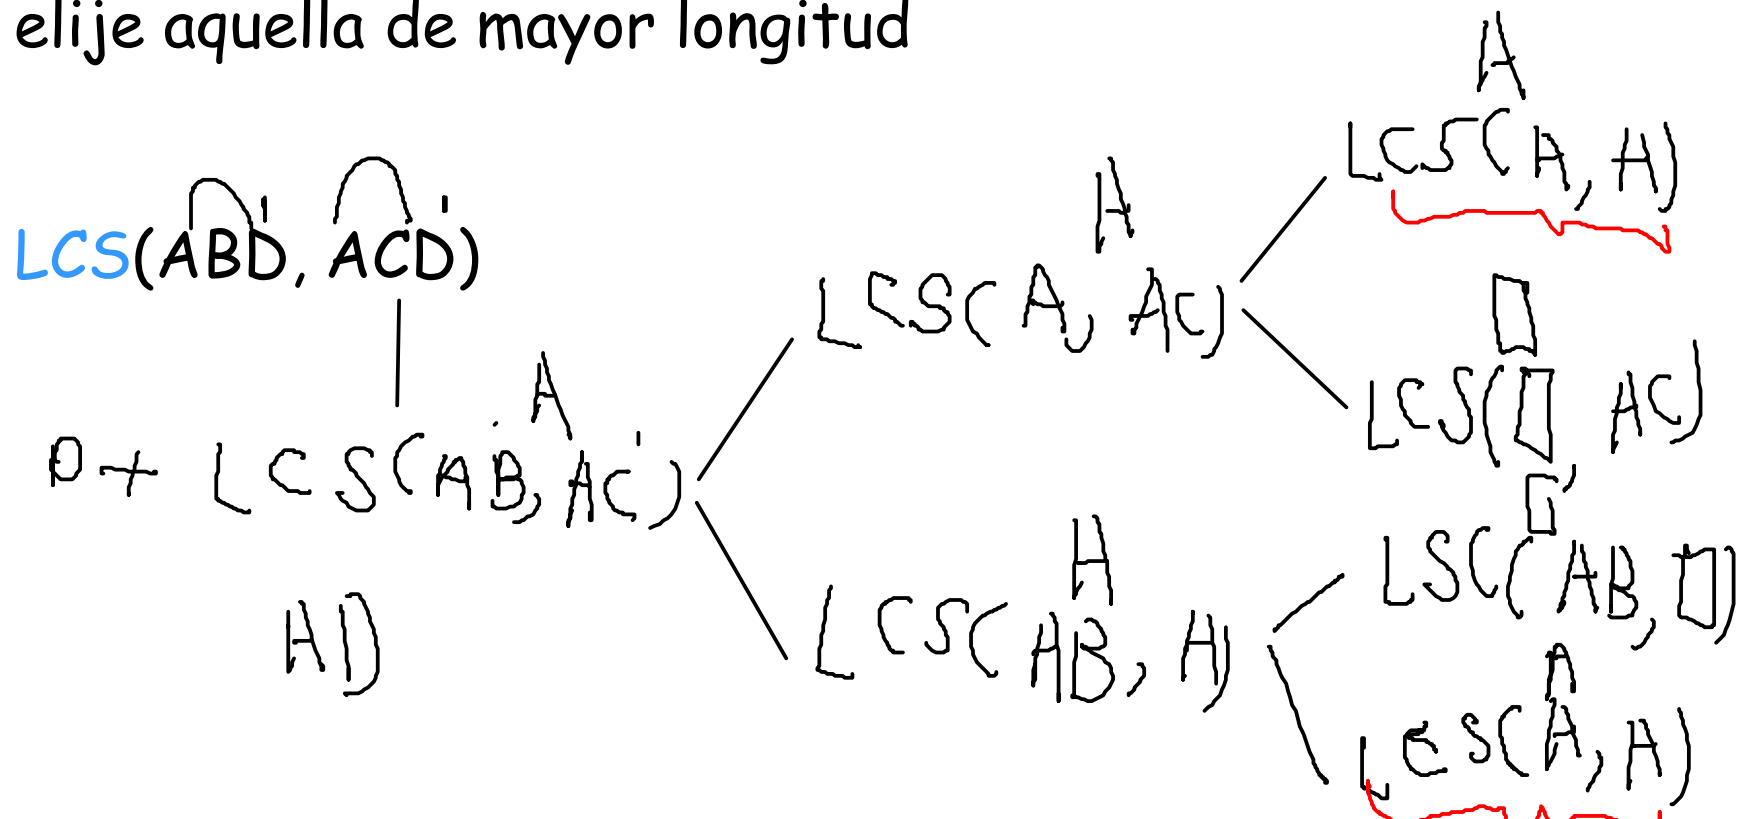 elije aquella de mayor longitud
A
LCS(A, A)
A
LCS(ABD, ACD)
LCS(A, AC)
LCS(▯ AC)
A
D + LCS(AB, AC)
A
LSC(AB, ▯)
AD
LCS(AB, A)
A
LCS(A, A)